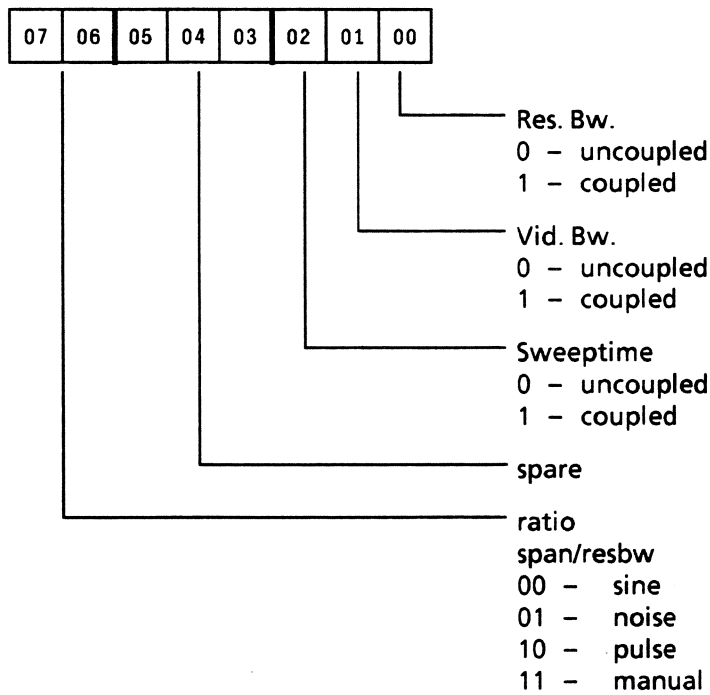 07 06 05 04 03 02 01 00
Res. Bw.
0 – uncoupled
1 – coupled
Vid. Bw.
0 – uncoupled
1 – coupled
Sweeptime
0 – uncoupled
1 – coupled
spare
ratio
span/resbw
00 – sine
01 – noise
10 – pulse
11 – manual